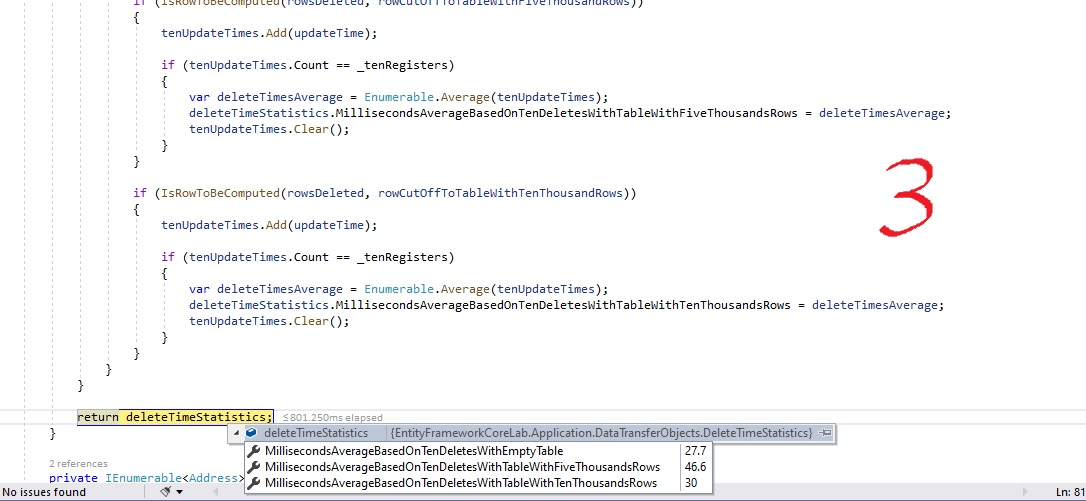 if (IsRowToBeComputed(rowsDeleted, rowCutOffToTableWithFiveThousandRows))
{
tenUpdateTimes.Add(updateTime);
if (tenUpdateTimes.Count == _tenRegisters)
{
var deleteTimesAverage = Enumerable.Average(tenUpdateTimes);
deleteTimeStatistics.MillisecondsAverageBasedOnTenDeletesWithTableWithFiveThousandsRows = deleteTimesAverage;
tenUpdateTimes.Clear();
}
}
3
if (IsRowToBeComputed(rowsDeleted, rowCutOffToTableWithTenThousandRows))
{
tenUpdateTimes.Add(updateTime);
if (tenUpdateTimes.Count == _tenRegisters)
{
var deleteTimesAverage = Enumerable.Average(tenUpdateTimes);
deleteTimeStatistics.MillisecondsAverageBasedOnTenDeletesWithTableWithTenThousandsRows = deleteTimesAverage;
tenUpdateTimes.Clear();
}
}
}
}
return deleteTimeStatistics; ≤801.250ms elapsed
} deleteTimeStatistics {EntityFrameworkCoreLab.Application.DataTransferObjects.DeleteTimeStatistics}
MillisecondsAverageBasedOnTenDeletesWithEmptyTable 27.7
2 references MillisecondsAverageBasedOnTenDeletesWithTableWithFiveThousandsRows 46.6
private IEnumerable<Address> MillisecondsAverageBasedOnTenDeletesWithTableWithTenThousandsRows 30
No issues found Ln: 81